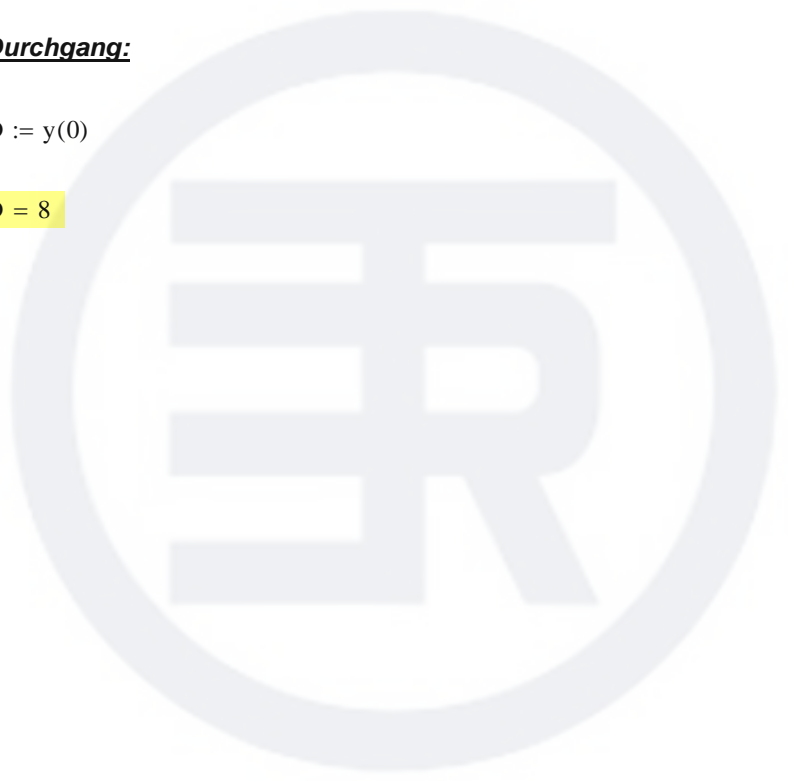 Durchgang:
:= y(0)
= 8